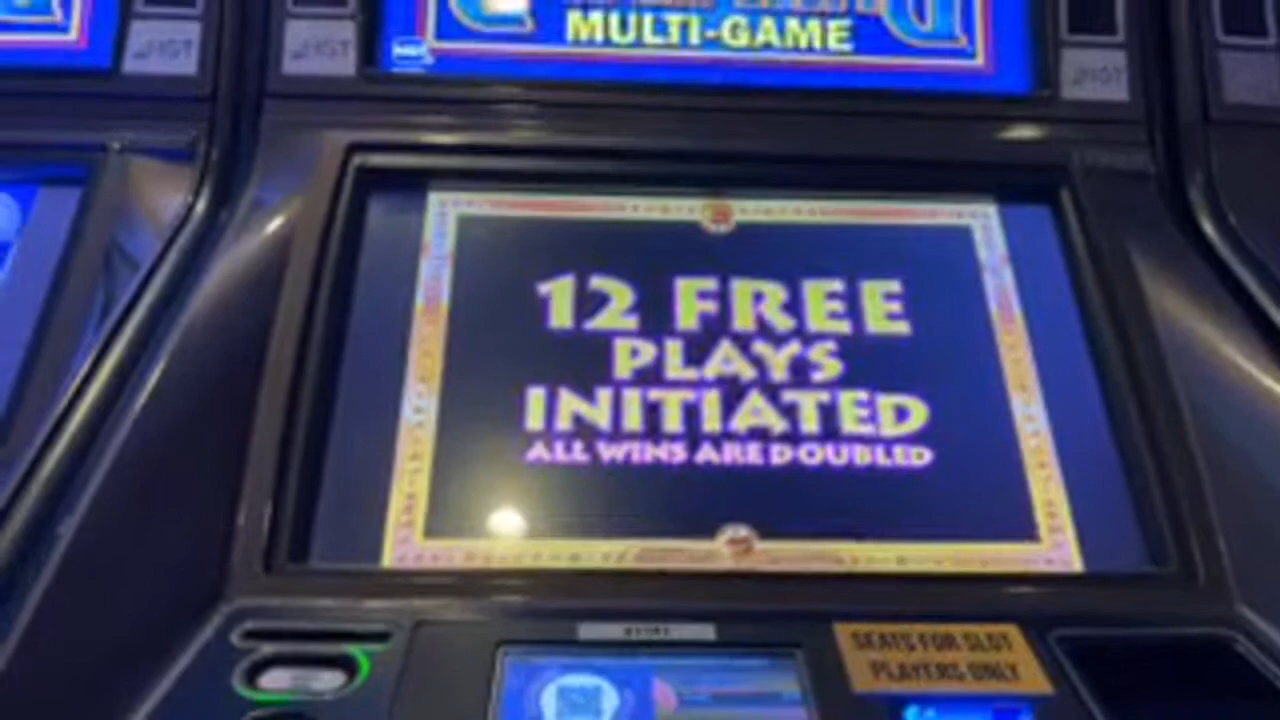 MULTI-GAME
12 FREE
PLAYS
INITIATED
ALL WINS ARE DOUBLED
SEATS FOR SLOT
PLAYERS ONLY